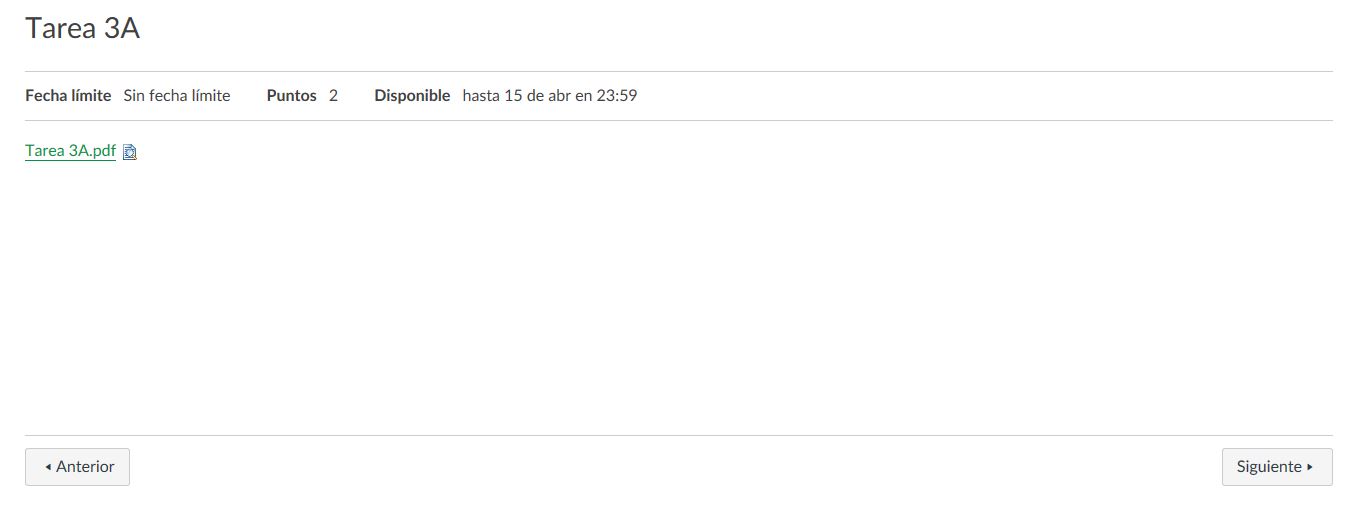 Tarea 3A
Fecha límite Sin fecha límite Puntos 2 Disponible hasta 15 de abr en 23:59
Tarea 3A.pdf
Anterior Siguiente